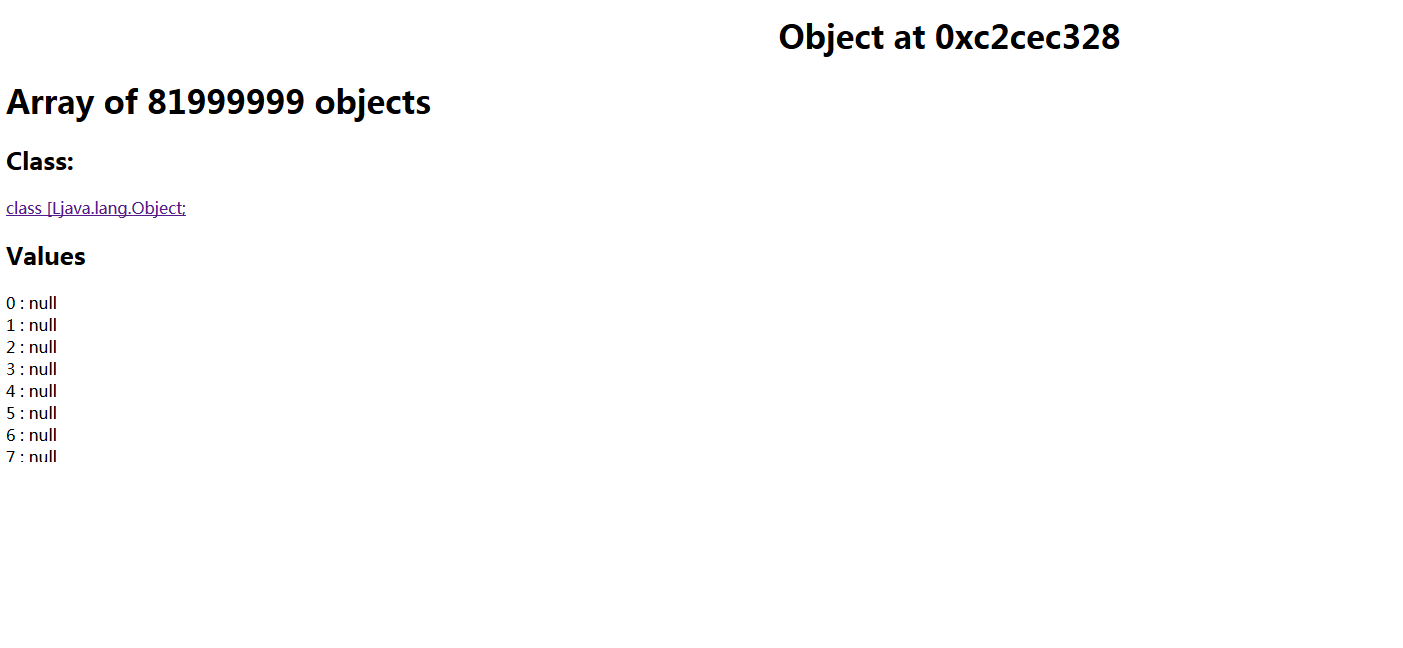 Object at 0xc2cec328
Array of 81999999 objects
Class:
class [Ljava.lang.Object;
Values
0 : null
1 : null
2 : null
3 : null
4 : null
5 : null
6 : null
7 : null